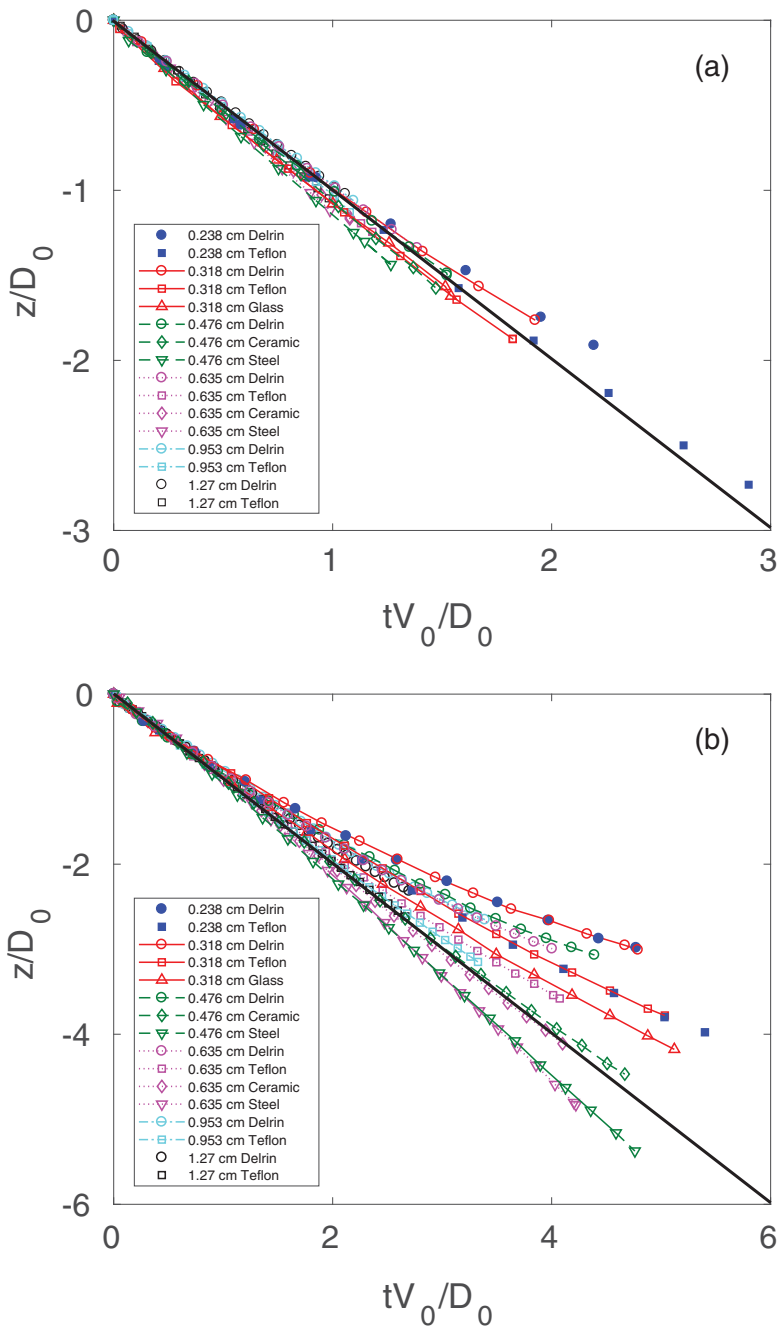 (a)
0
-1
-2
-3
z/D_0
0.238 cm Delrin
0.238 cm Teflon
0.318 cm Delrin
0.318 cm Teflon
0.318 cm Glass
0.476 cm Delrin
0.476 cm Ceramic
0.476 cm Steel
0.635 cm Delrin
0.635 cm Teflon
0.635 cm Ceramic
0.635 cm Steel
0.953 cm Delrin
0.953 cm Teflon
1.27 cm Delrin
1.27 cm Teflon
0 1 2 3
tV_0/D_0
(b)
0
-2
-4
-6
z/D_0
0.238 cm Delrin
0.238 cm Teflon
0.318 cm Delrin
0.318 cm Teflon
0.318 cm Glass
0.476 cm Delrin
0.476 cm Ceramic
0.476 cm Steel
0.635 cm Delrin
0.635 cm Teflon
0.635 cm Ceramic
0.635 cm Steel
0.953 cm Delrin
0.953 cm Teflon
1.27 cm Delrin
1.27 cm Teflon
0 2 4 6
tV_0/D_0